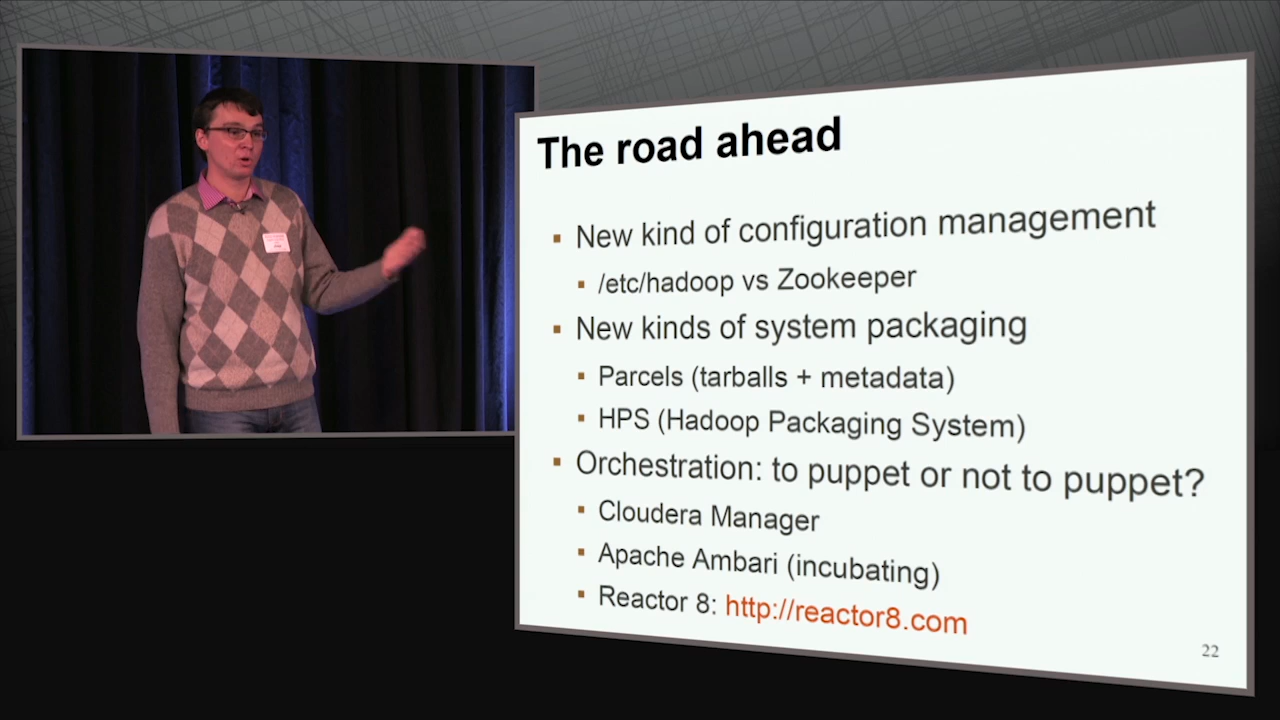 The road ahead
New kind of configuration management
/etc/hadoop vs Zookeeper
New kinds of system packaging
Parcels (tarballs + metadata)
HPS (Hadoop Packaging System)
Orchestration: to puppet or not to puppet?
Cloudera Manager
Apache Ambari (incubating)
Reactor 8: http://reactor8.com
22